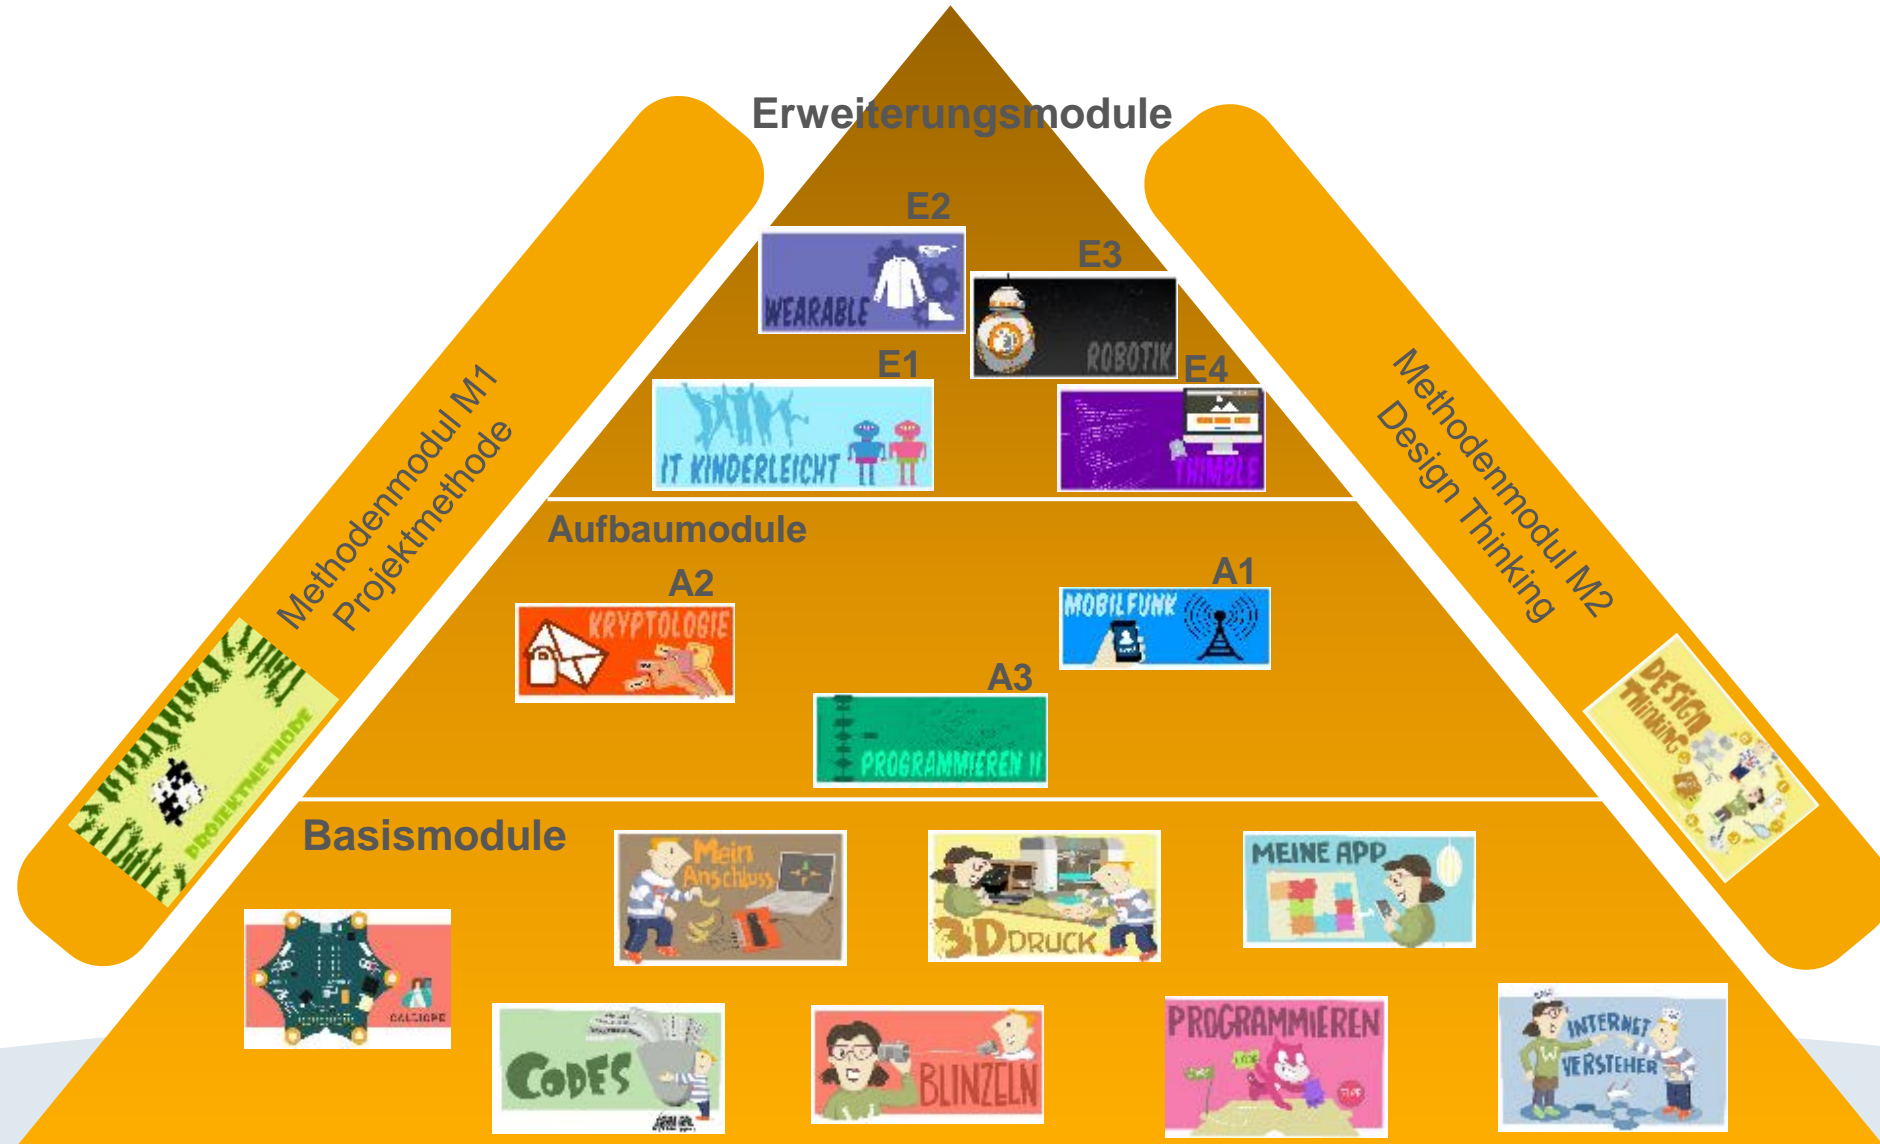 Erweiterungsmodule
E2
WEARABLE
E3
ROBOTIK
E1
IT KINDERLEICHT
E4
THIMBLE
Methodenmodul M1
Projektmethode
PROJEKTMETHODE
Methodenmodul M2
Design Thinking
DESIGN
THINKING
Aufbaumodule
A2
KRYPTOLOGIE
A1
MOBILFUNK
A3
PROGRAMMIEREN II
Basismodule
Mein
Anschluss
3D DRUCK
MEINE APP
CALLIOPE
CODES
BLINZELN
PROGRAMMIEREN
STOP
INTERNET
VERSTEHER
W